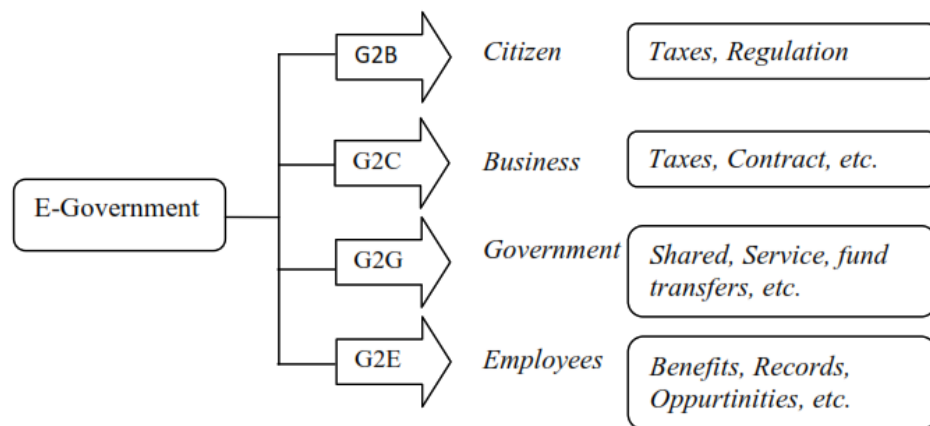 G2B
Citizen
Taxes, Regulation
G2C
Business
Taxes, Contract, etc.
E-Government
G2G
Government
Shared, Service, fund
transfers, etc.
G2E
Employees
Benefits, Records,
Oppurtinities, etc.